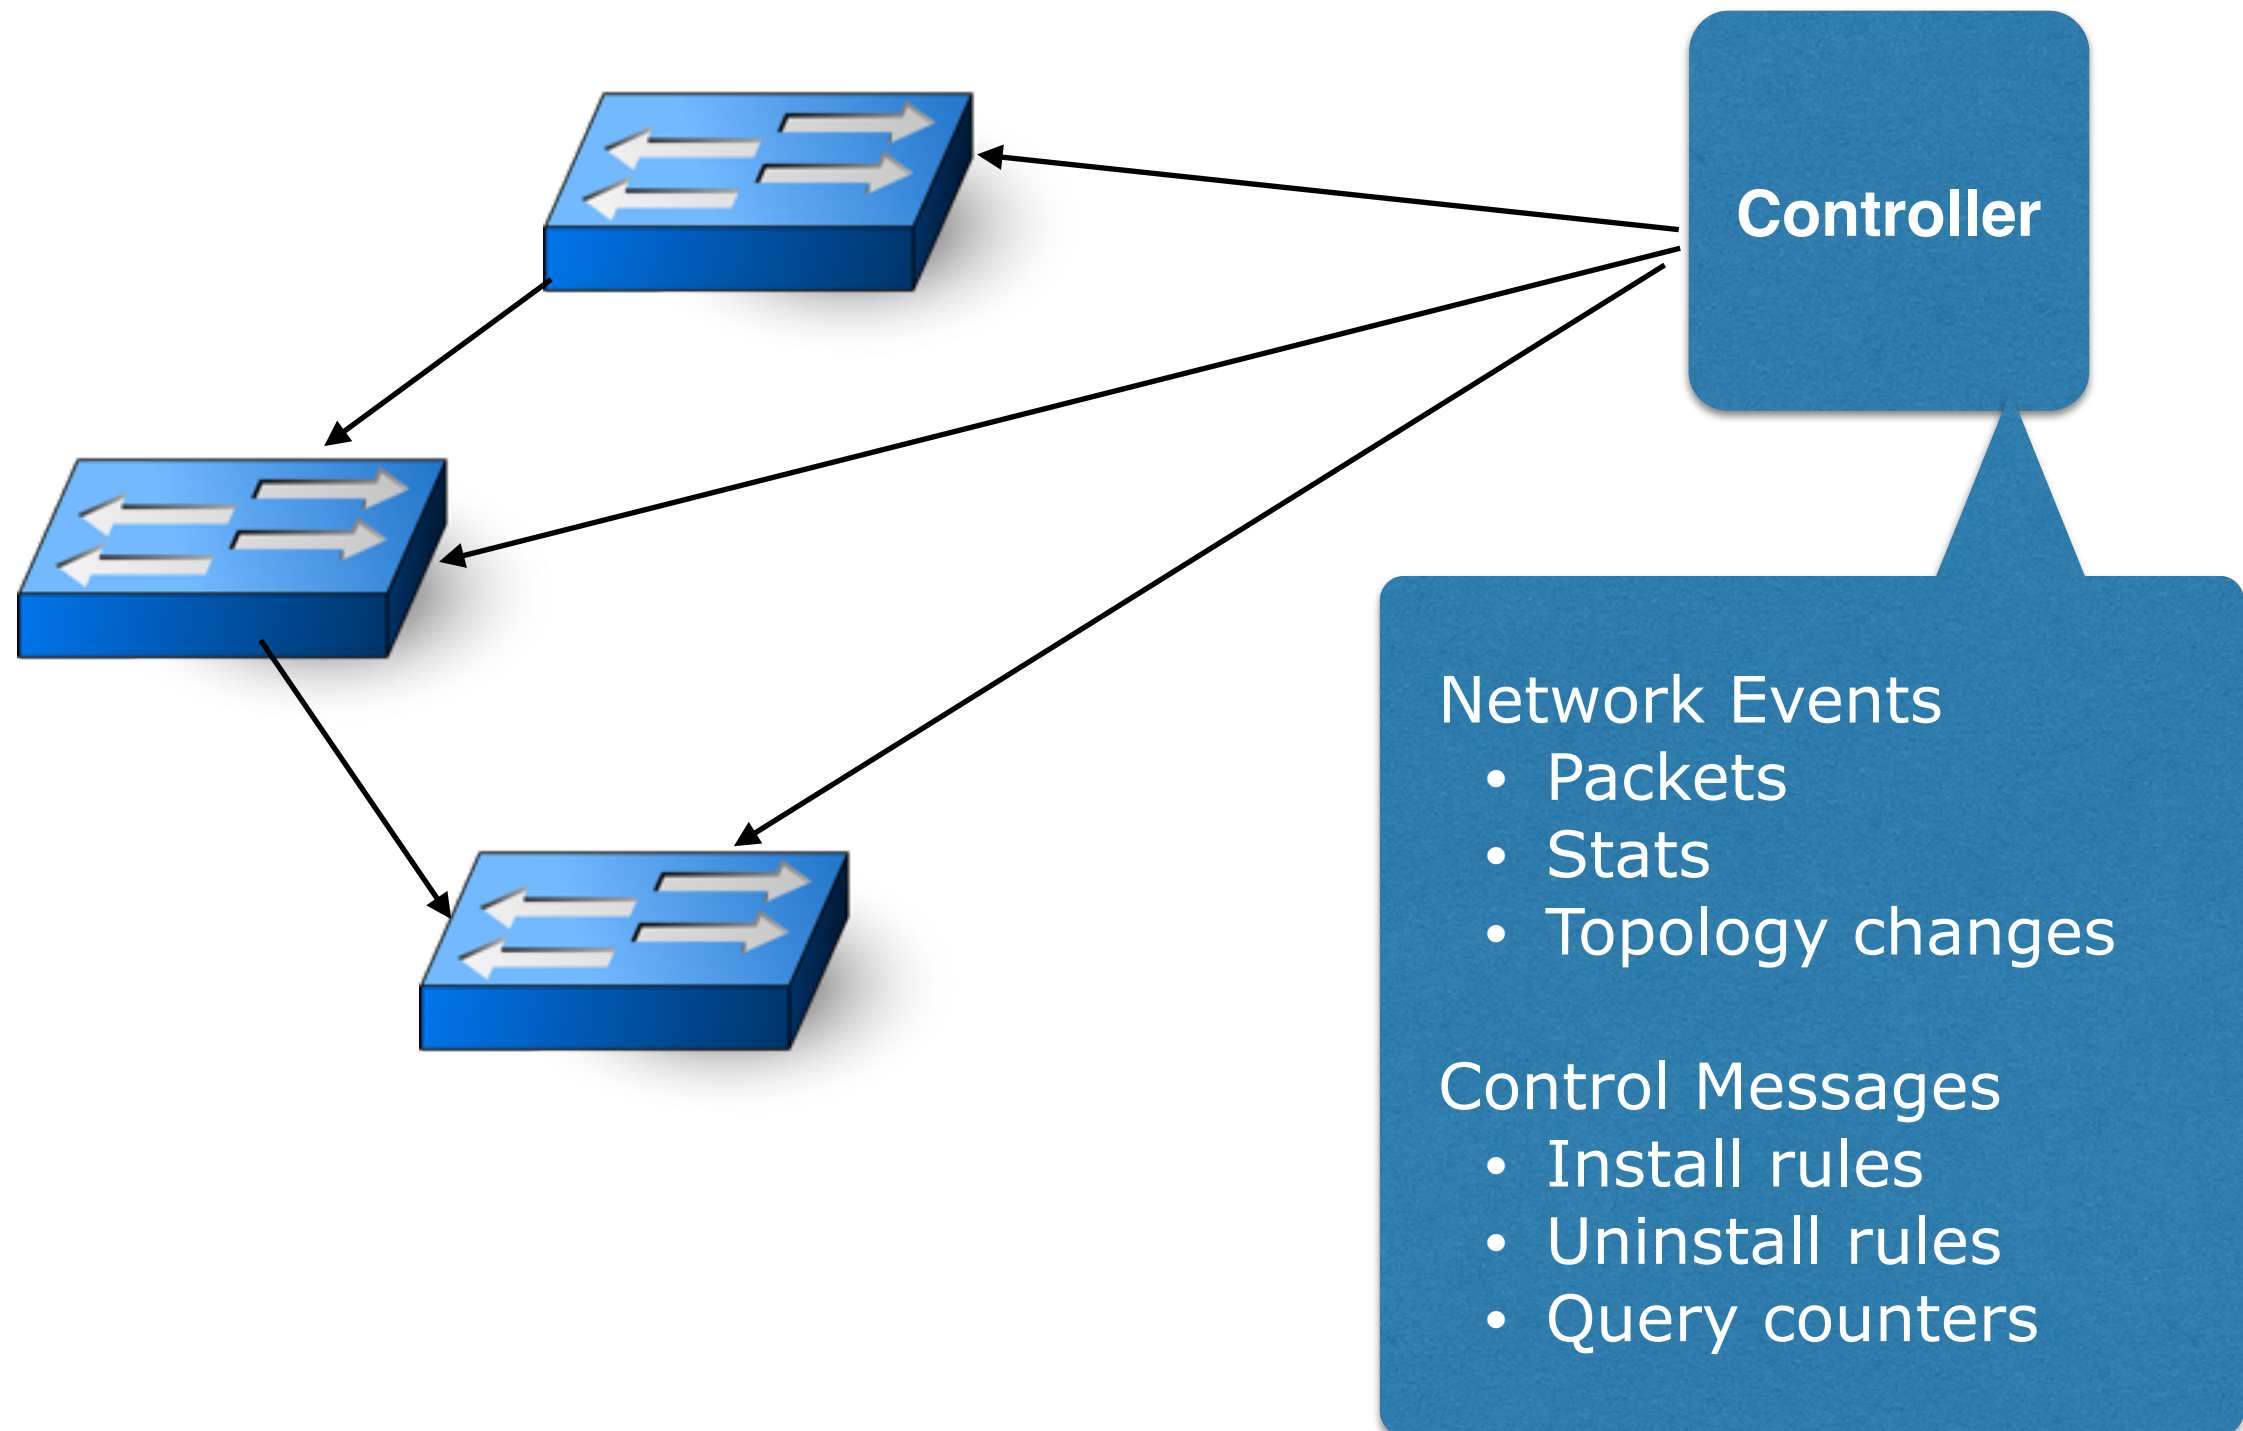 Controller
Network Events
• Packets
• Stats
• Topology changes
Control Messages
• Install rules
• Uninstall rules
• Query counters